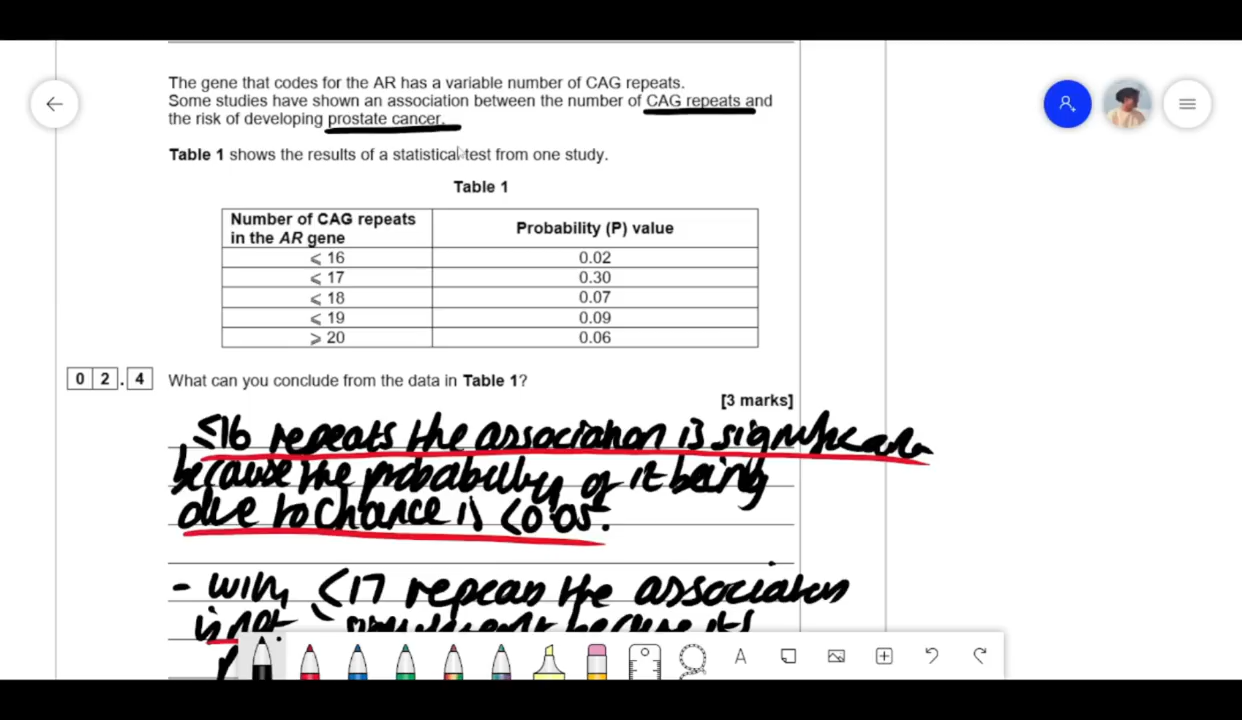 The gene that codes for the AR has a variable number of CAG repeats.
Some studies have shown an association between the number of CAG repeats and
the risk of developing prostate cancer.
Table 1 shows the results of a statistical test from one study.
Table 1
Number of CAG repeats
in the AR gene
Probability (P) value
⩽ 16 0.02
⩽ 17 0.30
⩽ 18 0.07
⩽ 19 0.09
⩾ 20 0.06
0 2 . 4 What can you conclude from the data in Table 1?
[3 marks]
≤16 repeats the association is significant
because the probability of it being
due to chance is <0.05.
- with ≤17 repeats the association
is not significant because it's
A